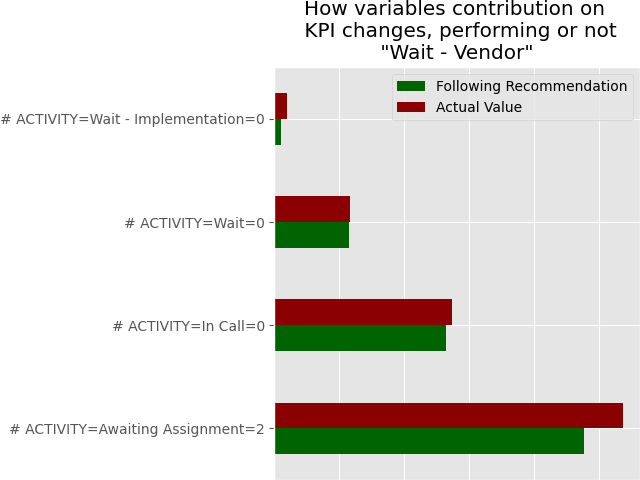 How variables contribution on
KPI changes, performing or not
"Wait - Vendor"
Following Recommendation
Actual Value
# ACTIVITY=Wait - Implementation=0
# ACTIVITY=Wait=0
# ACTIVITY=In Call=0
# ACTIVITY=Awaiting Assignment=2